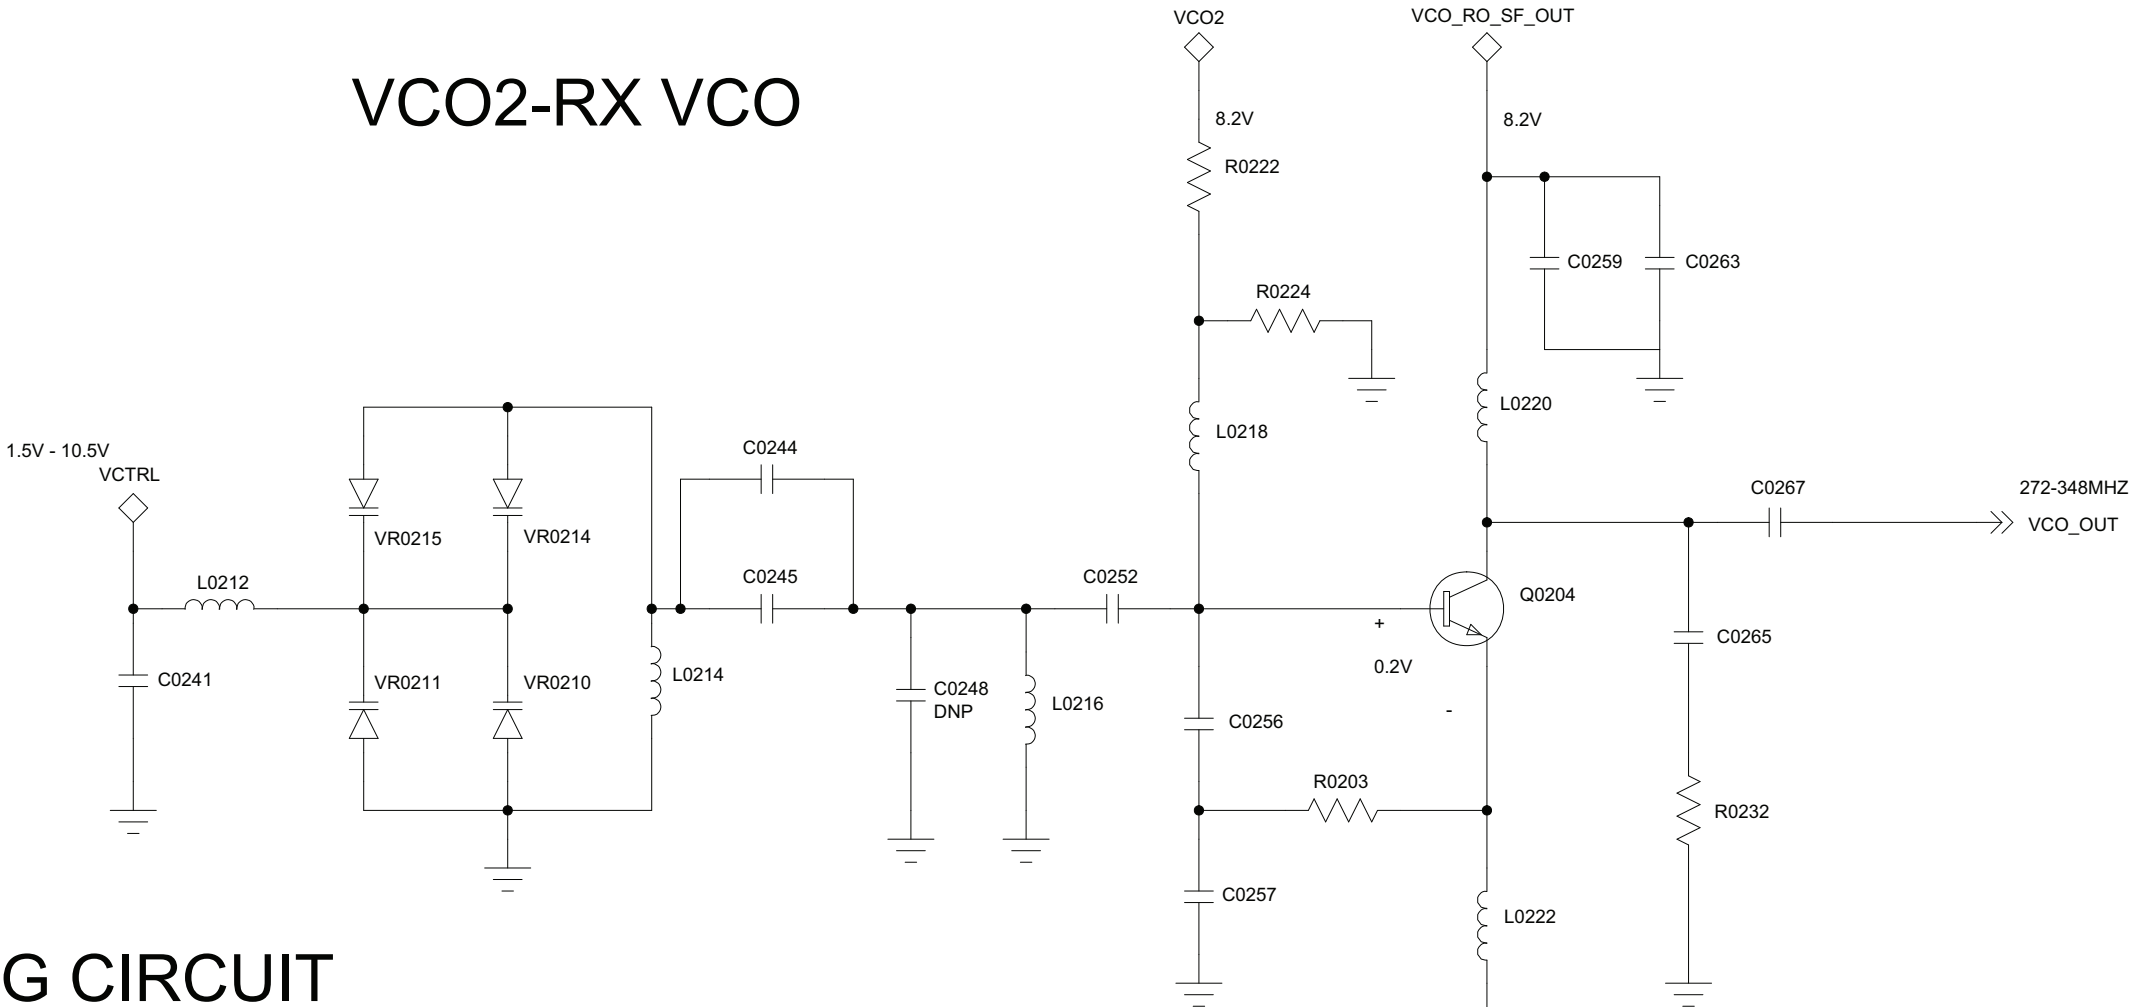 VCO2
VCO_RO_SF_OUT
VCO2-RX VCO
8.2V
8.2V
R0222
C0259
C0263
R0224
L0220
L0218
1.5V - 10.5V
VCTRL
C0244
C0267
272-348MHZ
VCO_OUT
VR0215
VR0214
L0212
C0245
C0252
Q0204
+
0.2V
-
C0265
C0241
VR0211
VR0210
L0214
C0248
DNP
L0216
C0256
R0203
R0232
C0257
L0222
G CIRCUIT